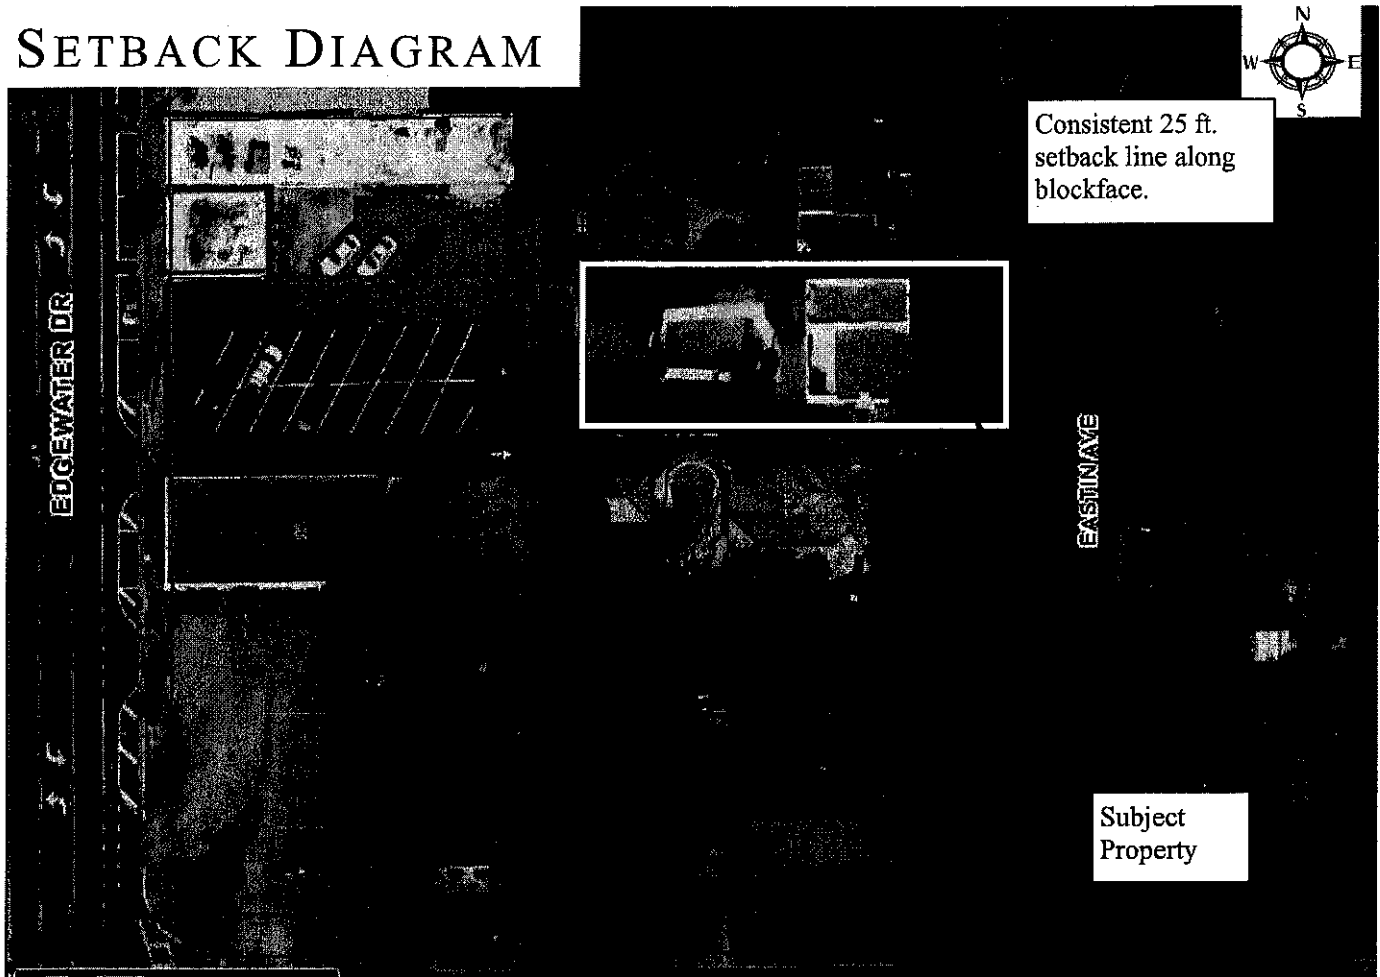 SETBACK DIAGRAM
N
W E
S
Consistent 25 ft.
setback line along
blockface.
EDGEWATER DR
EASTIN AVE
Subject
Property